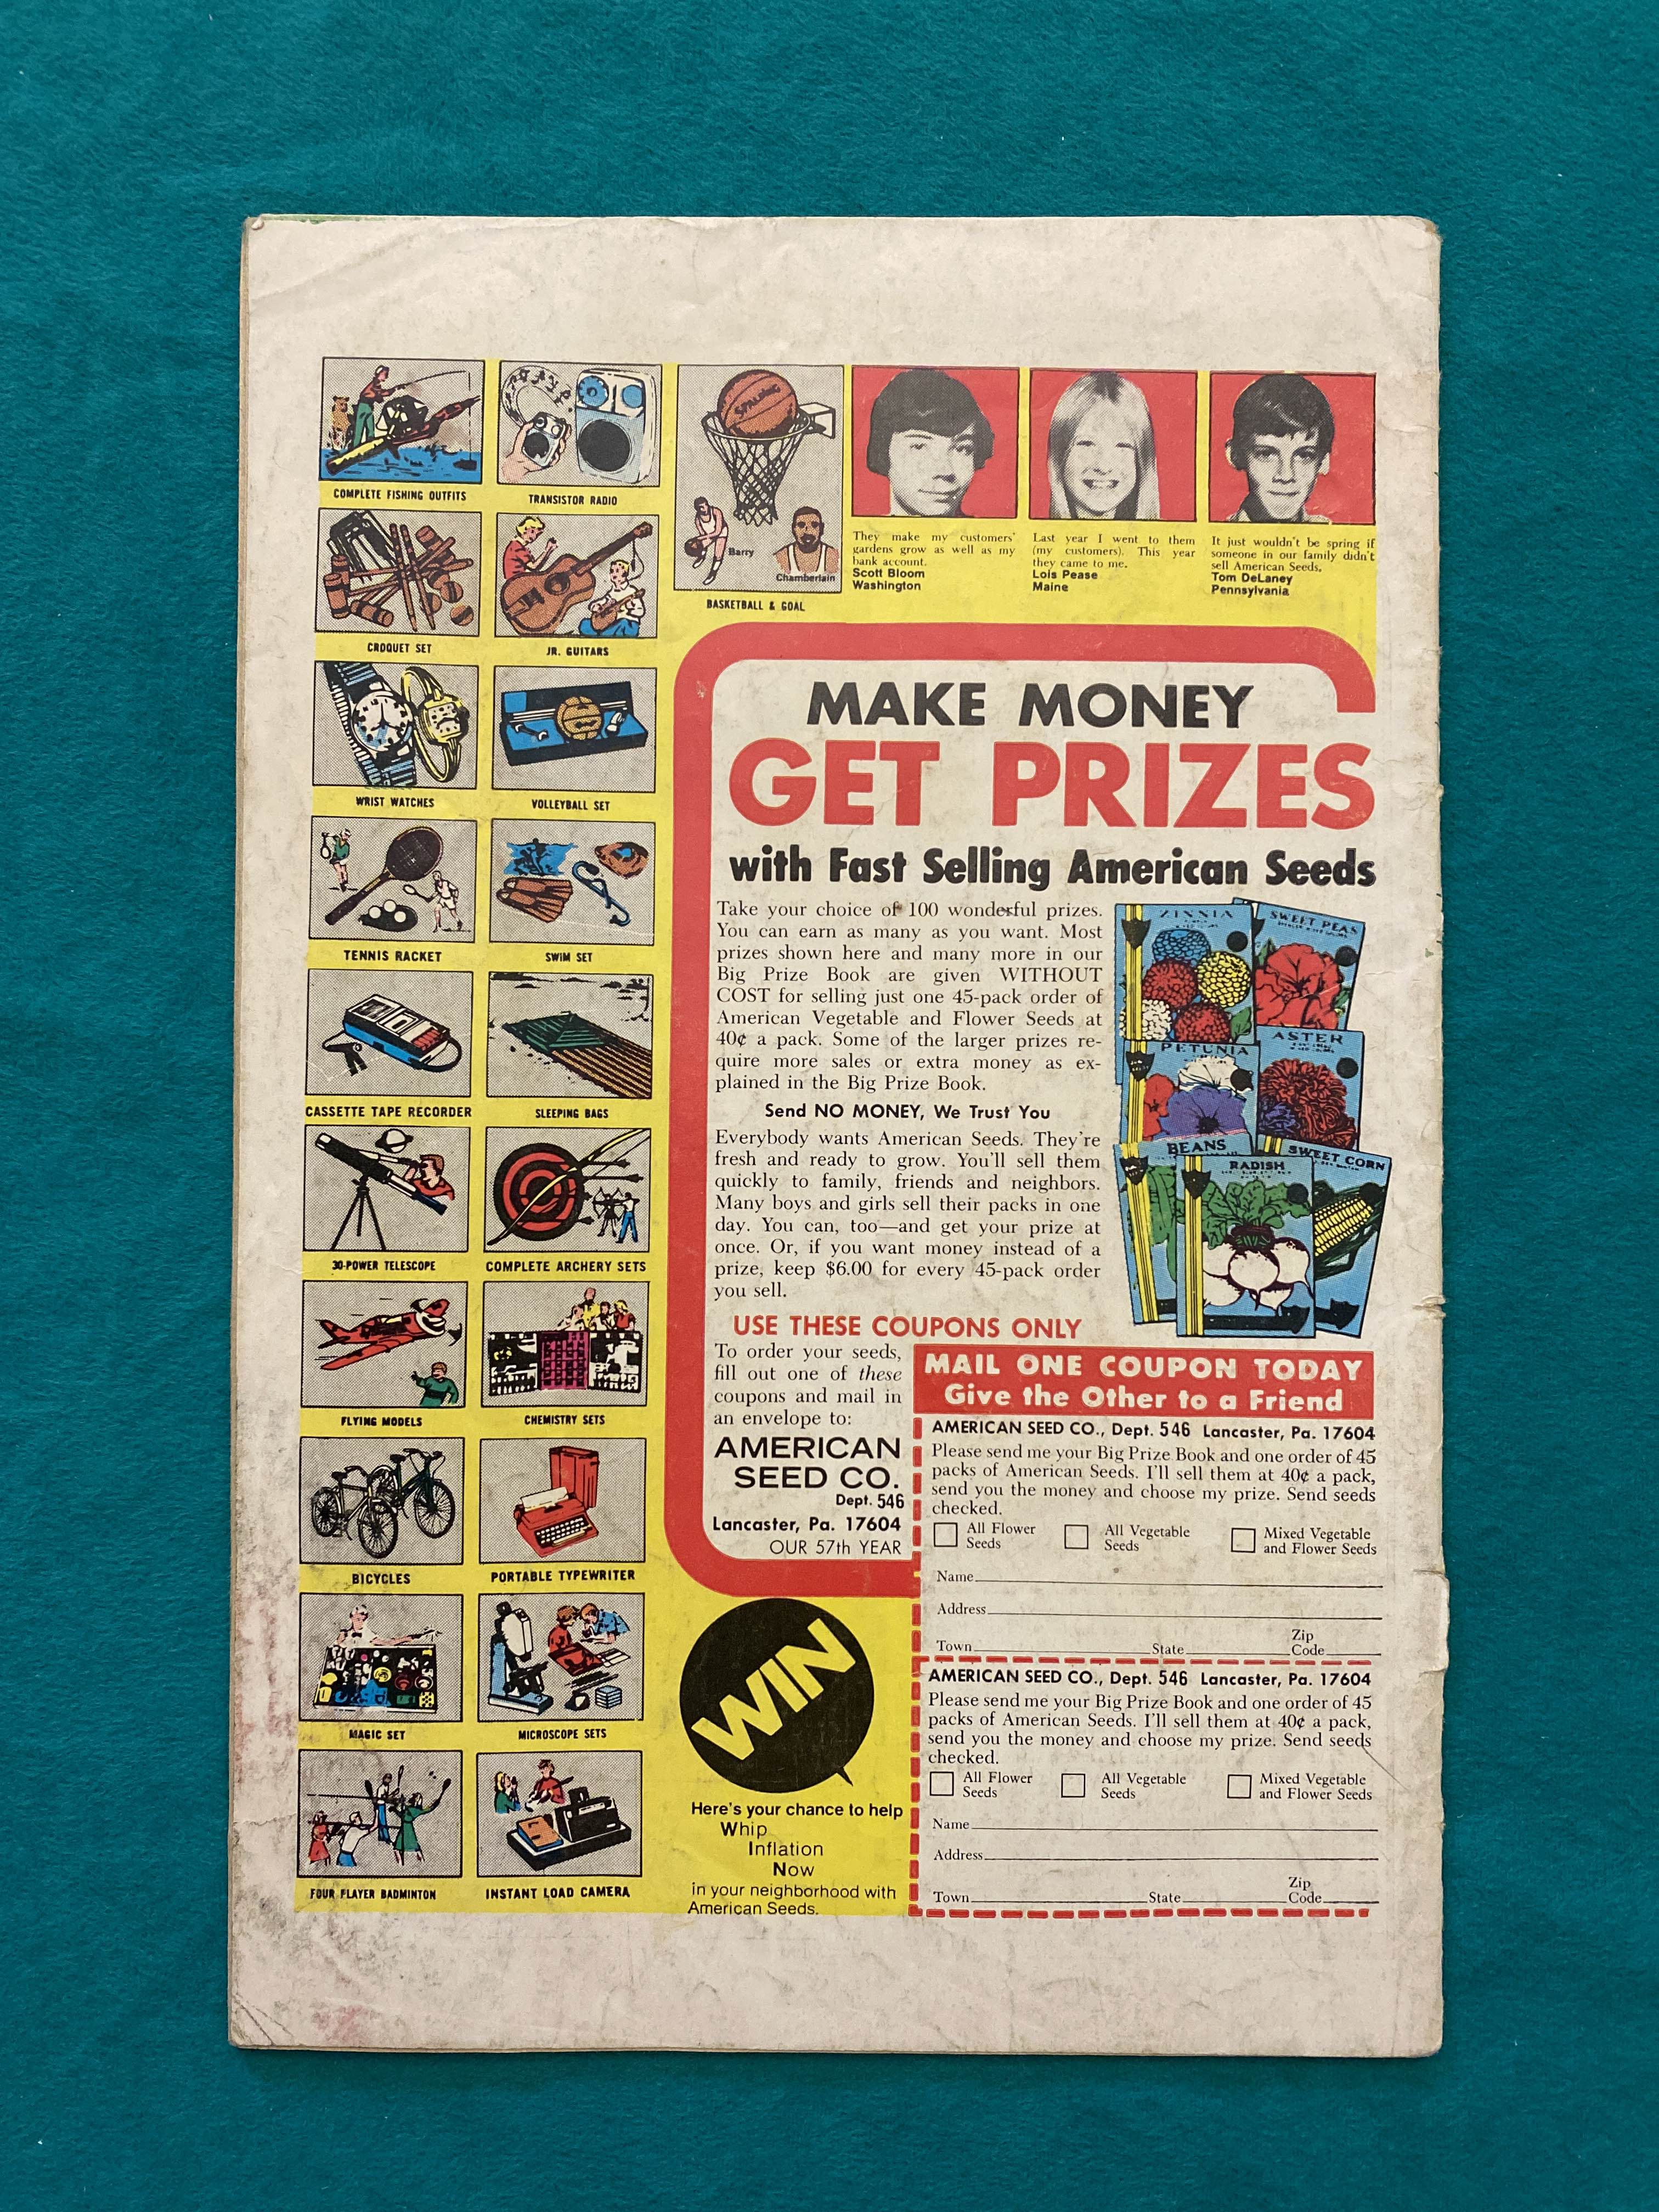 COMPLETE FISHING OUTFITS
TRANSISTOR RADIO
CROQUET SET
JR. GUITARS
WRIST WATCHES
VOLLEYBALL SET
TENNIS RACKET
SWIM SET
CASSETTE TAPE RECORDER
SLEEPING BAGS
30-POWER TELESCOPE
COMPLETE ARCHERY SETS
FLYING MODELS
CHEMISTRY SETS
BICYCLES
PORTABLE TYPEWRITER
MAGIC SET
MICROSCOPE SETS
FOUR PLAYER BADMINTON
INSTANT LOAD CAMERA
SPALDING
Barry
Chamberlain
BASKETBALL & GOAL
They make my customers'
gardens grow as well as my
bank account.
Scott Bloom
Washington
Last year I went to them
(my customers). This year
they came to me.
Lois Pease
Maine
It just wouldn't be spring if
someone in our family didn't
sell American Seeds.
Tom DeLaney
Pennsylvania
MAKE MONEY
GET PRIZES
with Fast Selling American Seeds
Take your choice of 100 wonderful prizes.
You can earn as many as you want. Most
prizes shown here and many more in our
Big Prize Book are given WITHOUT
COST for selling just one 45-pack order of
American Vegetable and Flower Seeds at
40¢ a pack. Some of the larger prizes re-
quire more sales or extra money as ex-
plained in the Big Prize Book.
Send NO MONEY, We Trust You
Everybody wants American Seeds. They're
fresh and ready to grow. You'll sell them
quickly to family, friends and neighbors.
Many boys and girls sell their packs in one
day. You can, too—and get your prize at
once. Or, if you want money instead of a
prize, keep $6.00 for every 45-pack order
you sell.
ZINNIA
SWEET PEAS
PETUNIA
ASTER
BEANS
RADISH
SWEET CORN
USE THESE COUPONS ONLY
To order your seeds,
fill out one of these
coupons and mail in
an envelope to:
AMERICAN
SEED CO.
Dept. 546
Lancaster, Pa. 17604
OUR 57th YEAR
MAIL ONE COUPON TODAY
Give the Other to a Friend
AMERICAN SEED CO., Dept. 546 Lancaster, Pa. 17604
Please send me your Big Prize Book and one order of 45
packs of American Seeds. I'll sell them at 40¢ a pack,
send you the money and choose my prize. Send seeds
checked.
All Flower Seeds
All Vegetable Seeds
Mixed Vegetable and Flower Seeds
Name
Address
Town State Zip Code
AMERICAN SEED CO., Dept. 546 Lancaster, Pa. 17604
Please send me your Big Prize Book and one order of 45
packs of American Seeds. I'll sell them at 40¢ a pack,
send you the money and choose my prize. Send seeds
checked.
All Flower Seeds
All Vegetable Seeds
Mixed Vegetable and Flower Seeds
Name
Address
Town State Zip Code
WIN
Here's your chance to help
Whip
Inflation
Now
in your neighborhood with
American Seeds.